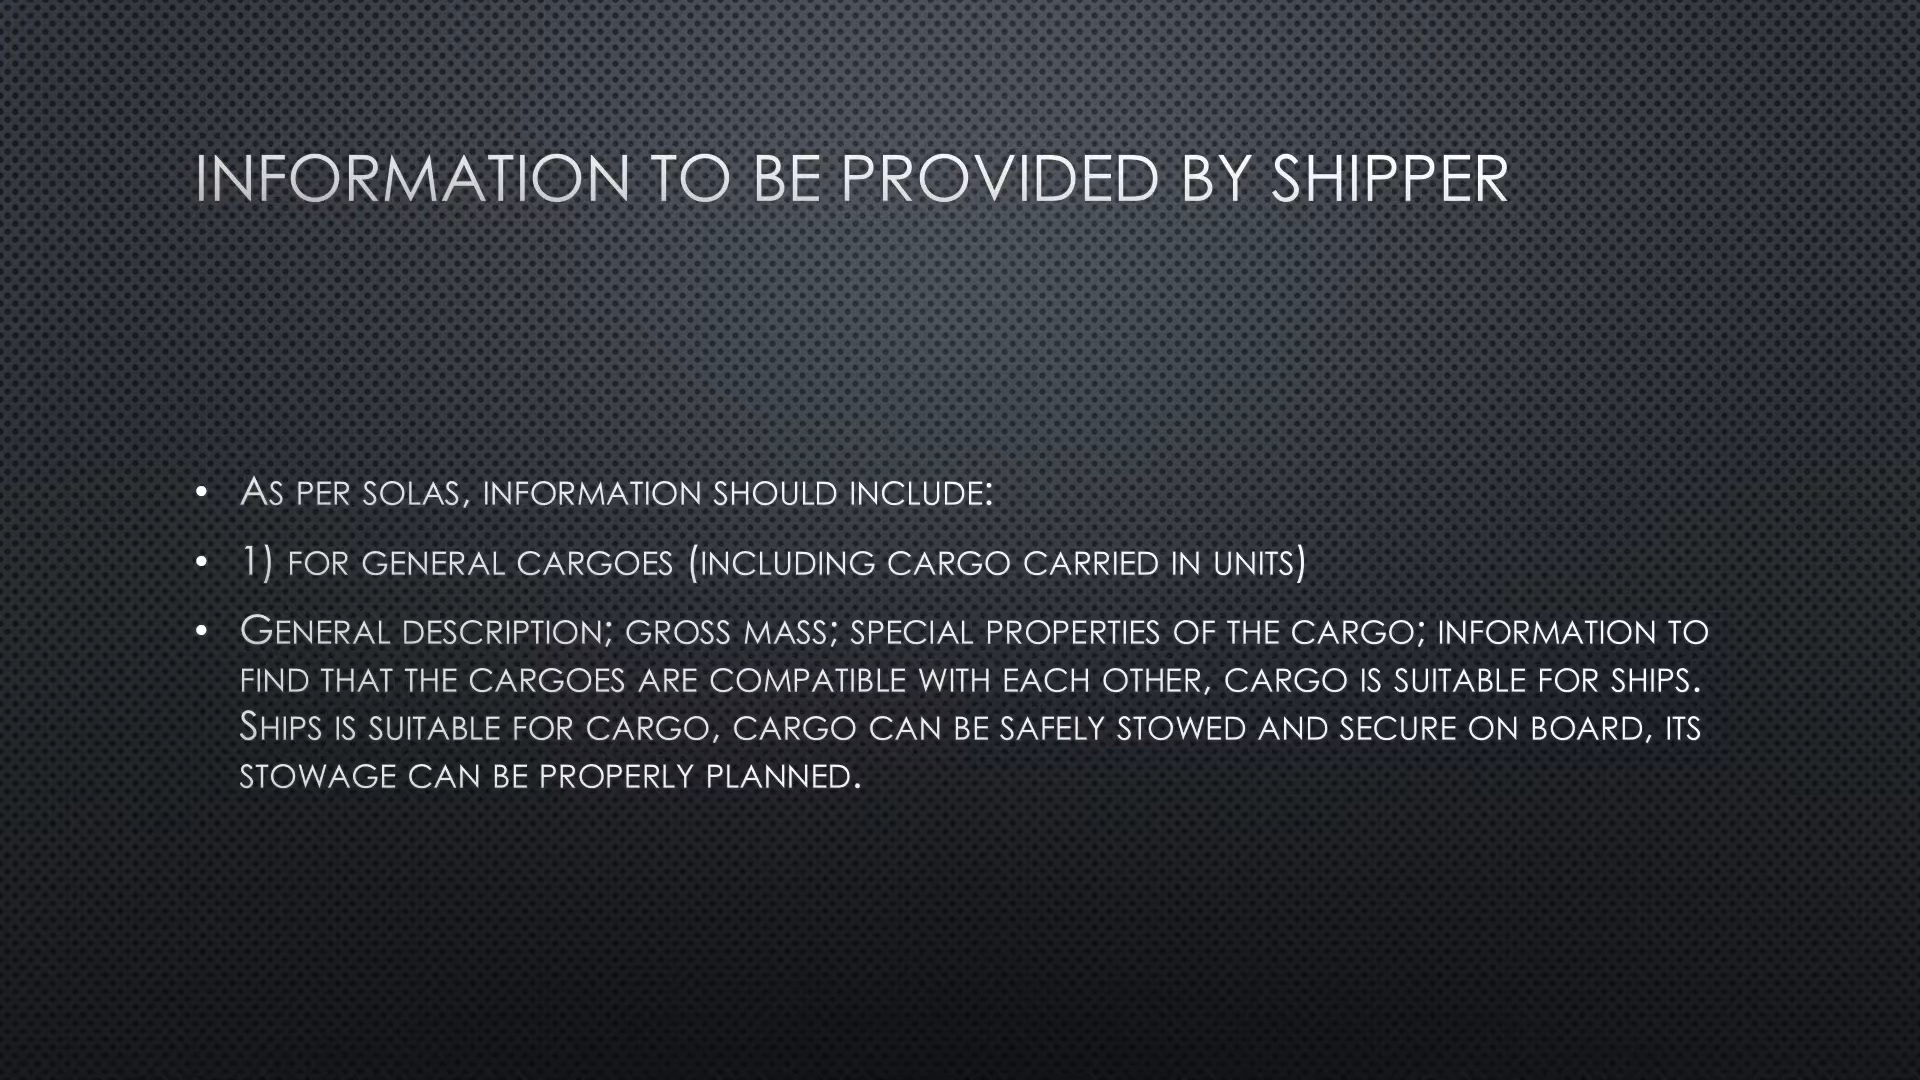 INFORMATION TO BE PROVIDED BY SHIPPER
• As per SOLAS, information should include:
• 1) for general cargoes (including cargo carried in units)
• General description; gross mass; special properties of the cargo; information to
find that the cargoes are compatible with each other, cargo is suitable for ships.
Ships is suitable for cargo, cargo can be safely stowed and secure on board, its
stowage can be properly planned.